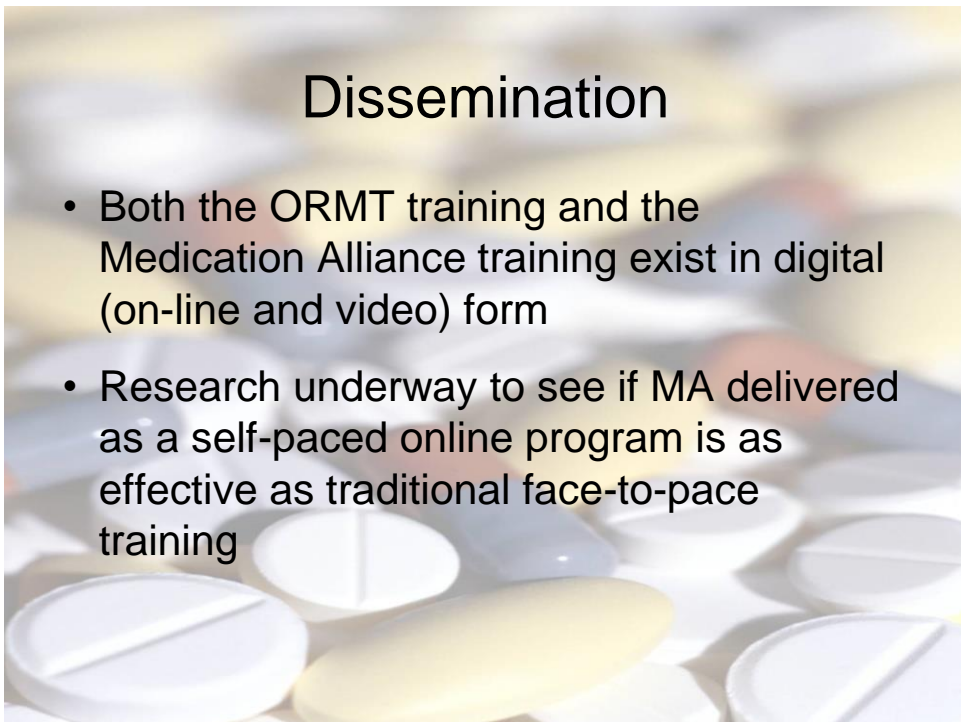 Dissemination
• Both the ORMT training and the
Medication Alliance training exist in digital
(on-line and video) form
• Research underway to see if MA delivered
as a self-paced online program is as
effective as traditional face-to-pace
training